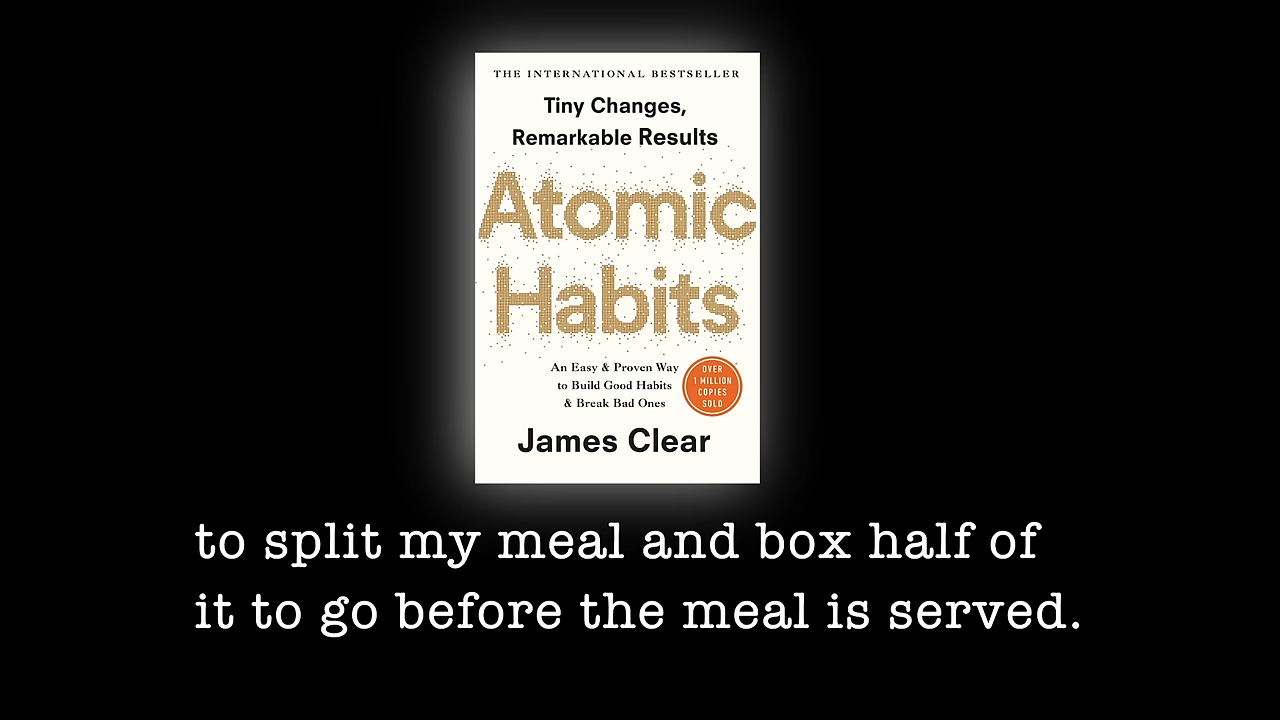 THE INTERNATIONAL BESTSELLER
Tiny Changes,
Remarkable Results
Atomic
Habits
An Easy & Proven Way
to Build Good Habits
& Break Bad Ones
OVER
1 MILLION
COPIES
SOLD
James Clear
to split my meal and box half of
it to go before the meal is served.